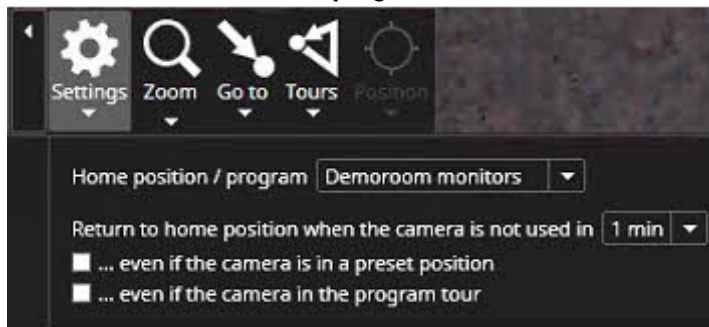 Settings Zoom Go to Tours Position
Home position / program Demoroom monitors
Return to home position when the camera is not used in 1 min
... even if the camera is in a preset position
... even if the camera in the program tour